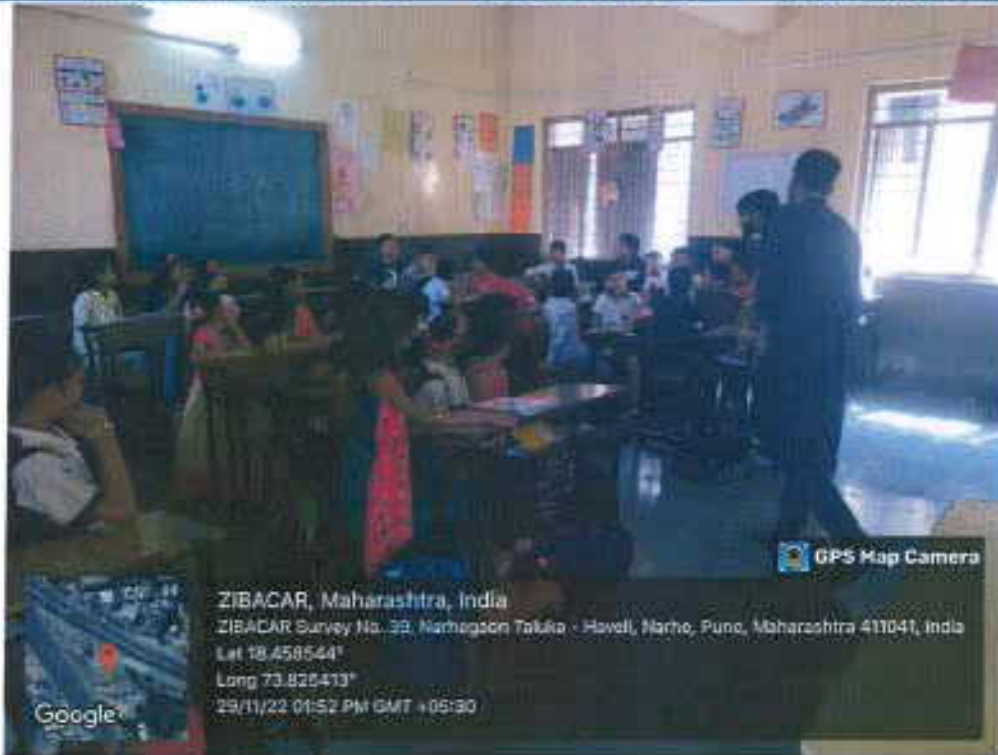 GPS Map Camera
ZIBACAR, Maharashtra, India
ZIBACAR Survey No. 39, Narhegaon Taluka - Haveli, Narhe, Pune, Maharashtra 411041, India
Lat 18.458544°
Long 73.825413°
29/11/22 01:52 PM GMT +05:30
Google